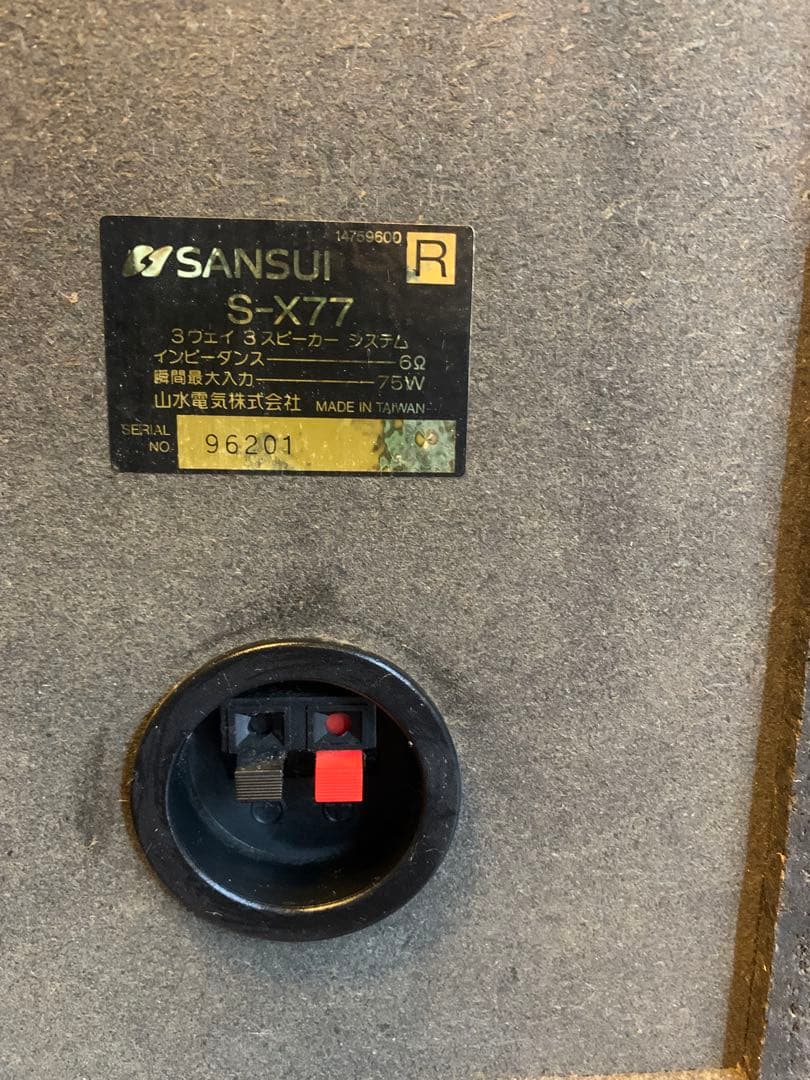 14759600 R
SANSUI
S-X77
3ウェイ 3スピーカー システム
インピーダンス 6Ω
瞬間最大入力 75W
山水電気株式会社 MADE IN TAIWAN
SERIAL NO. 96201